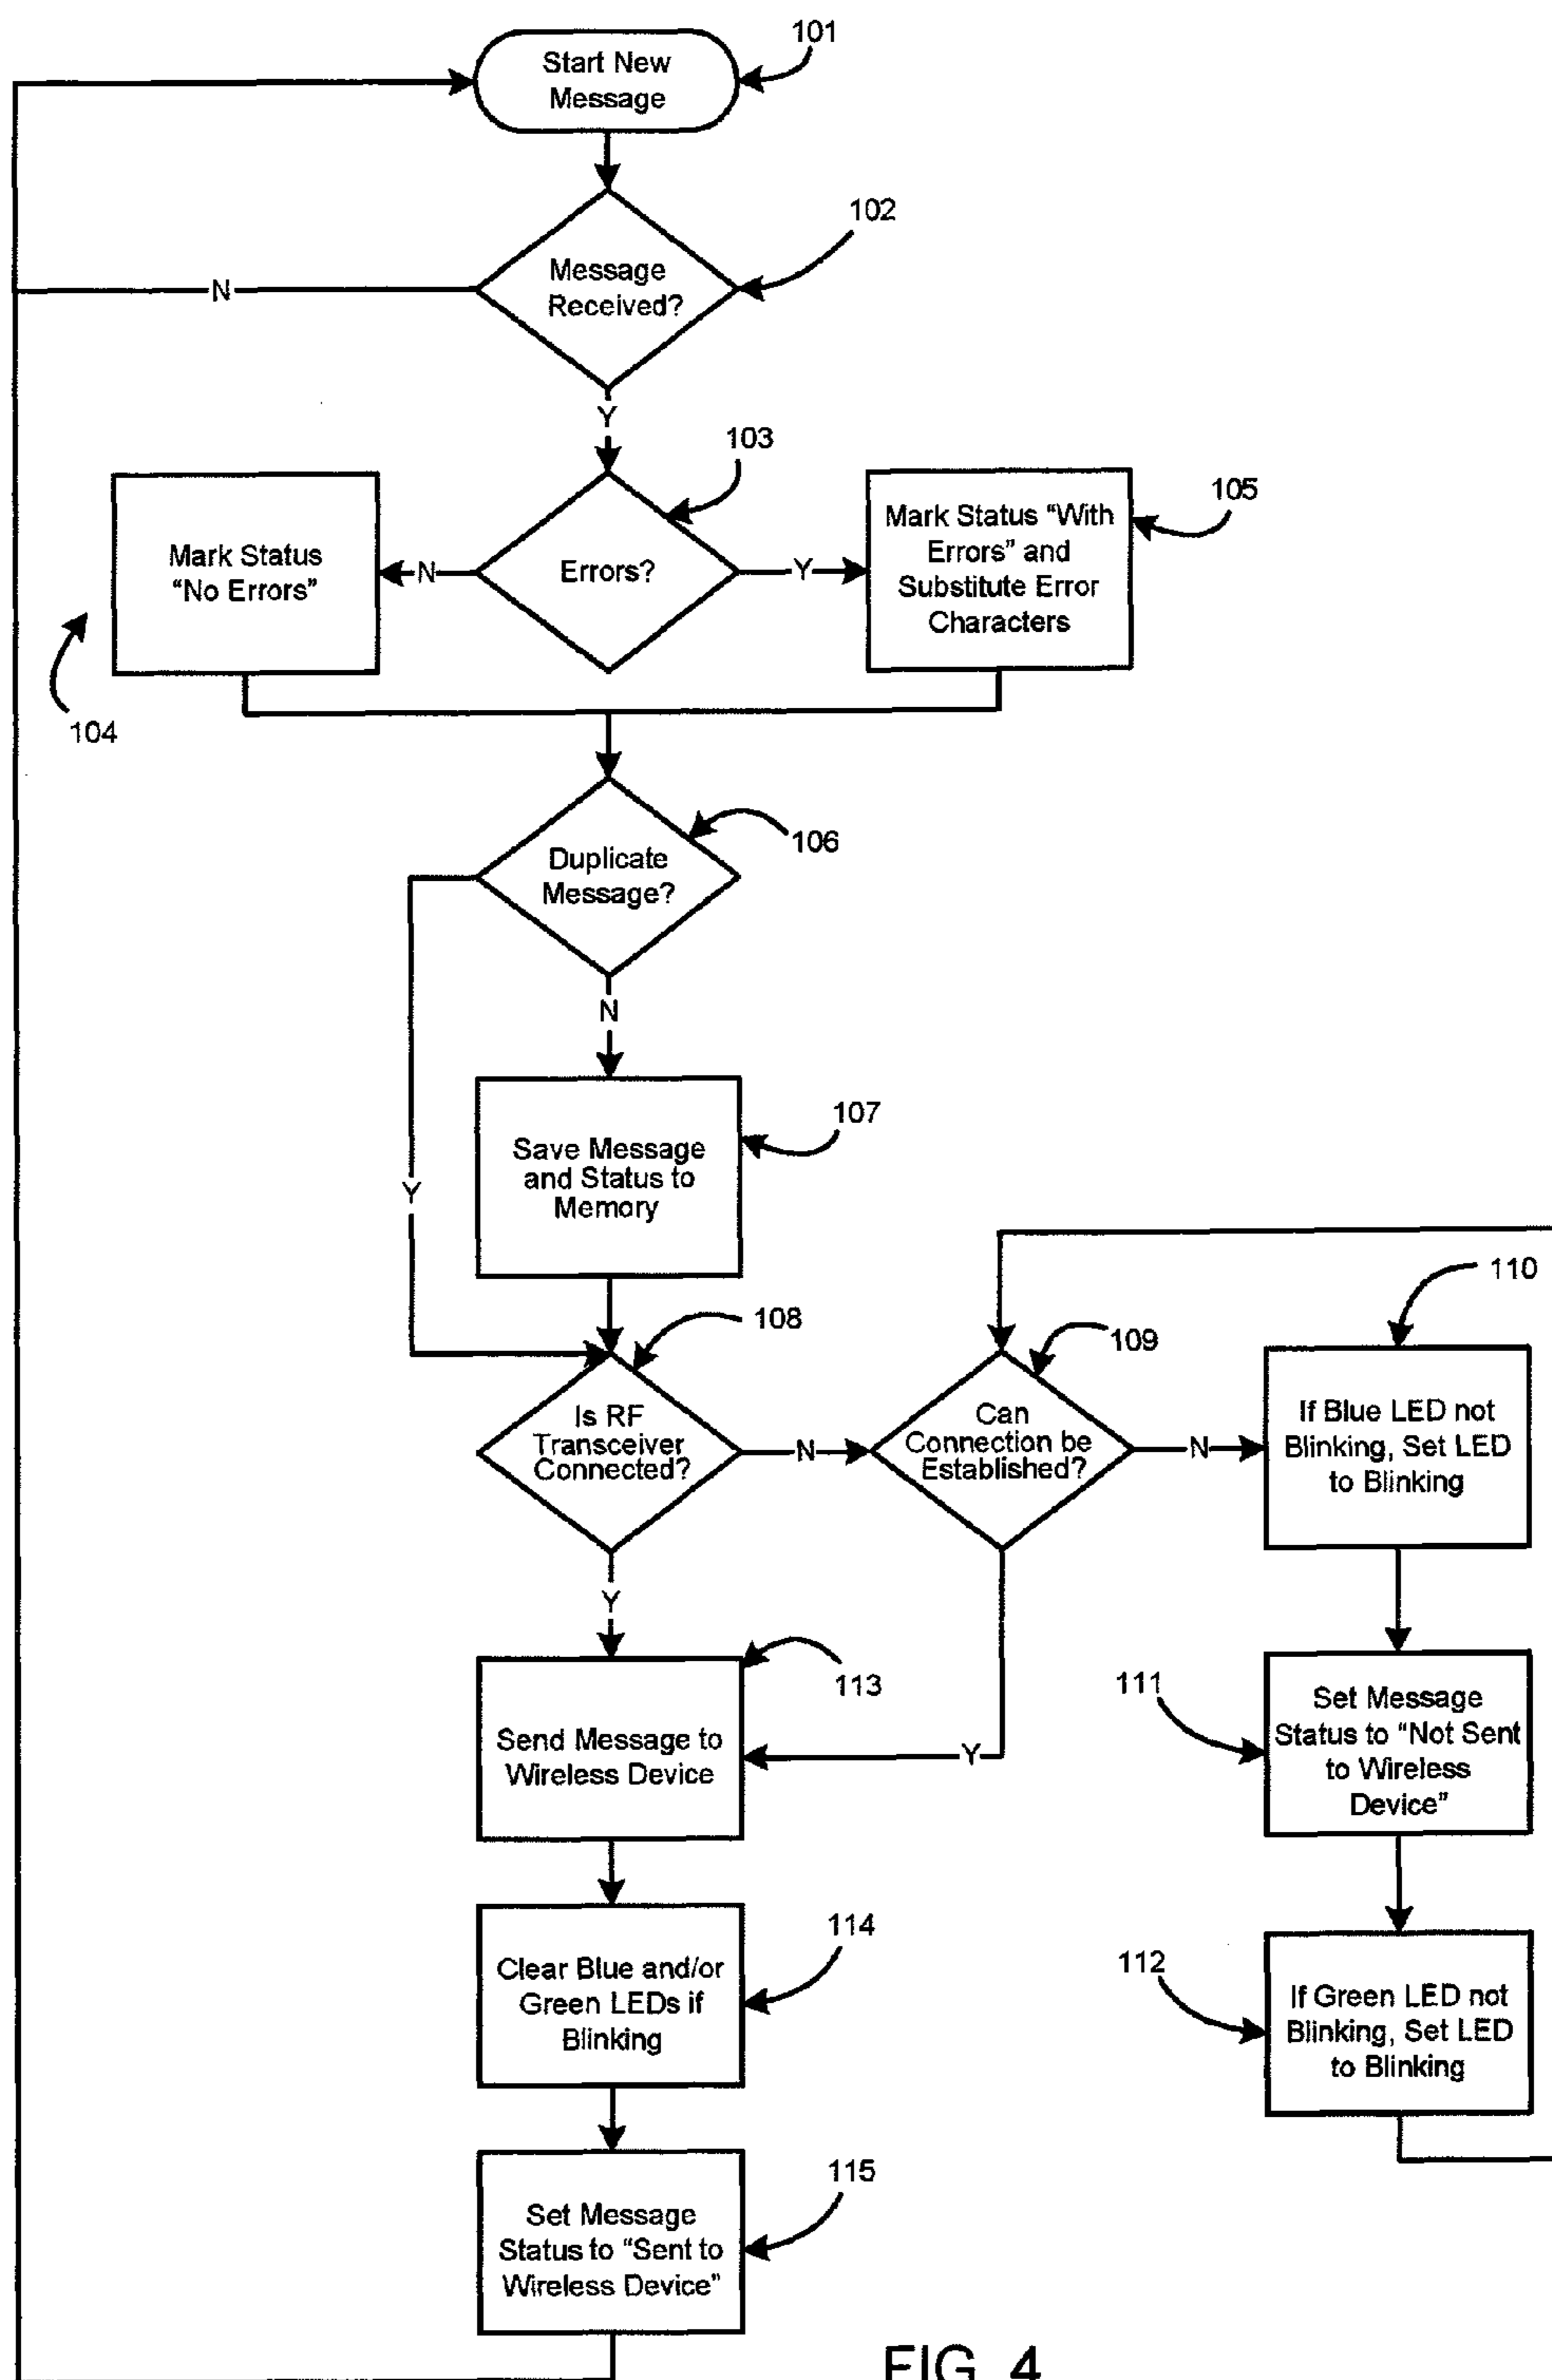 101
Start New
Message
102
Message
Received?
N
Y
103
Mark Status
"No Errors"
N
Errors?
Y
Mark Status "With
Errors" and
Substitute Error
Characters
105
104
106
Duplicate
Message?
N
Y
Save Message
and Status to
Memory
107
108
109
110
Is RF
Transceiver
Connected?
N
Can
Connection be
Established?
N
If Blue LED not
Blinking, Set LED
to Blinking
Y
113
Send Message to
Wireless Device
Y
111
Set Message
Status to "Not Sent
to Wireless
Device"
114
Clear Blue and/or
Green LEDs if
Blinking
112
If Green LED not
Blinking, Set LED
to Blinking
115
Set Message
Status to "Sent to
Wireless Device"
FIG. 4